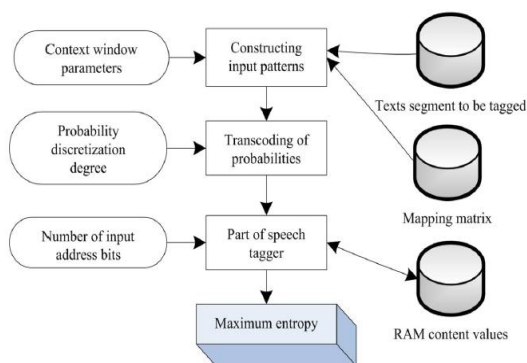 Context window
parameters
Constructing
input patterns
Texts segment to be tagged
Probability
discretization
degree
Transcoding of
probabilities
Mapping matrix
Number of input
address bits
Part of speech
tagger
RAM content values
Maximum entropy